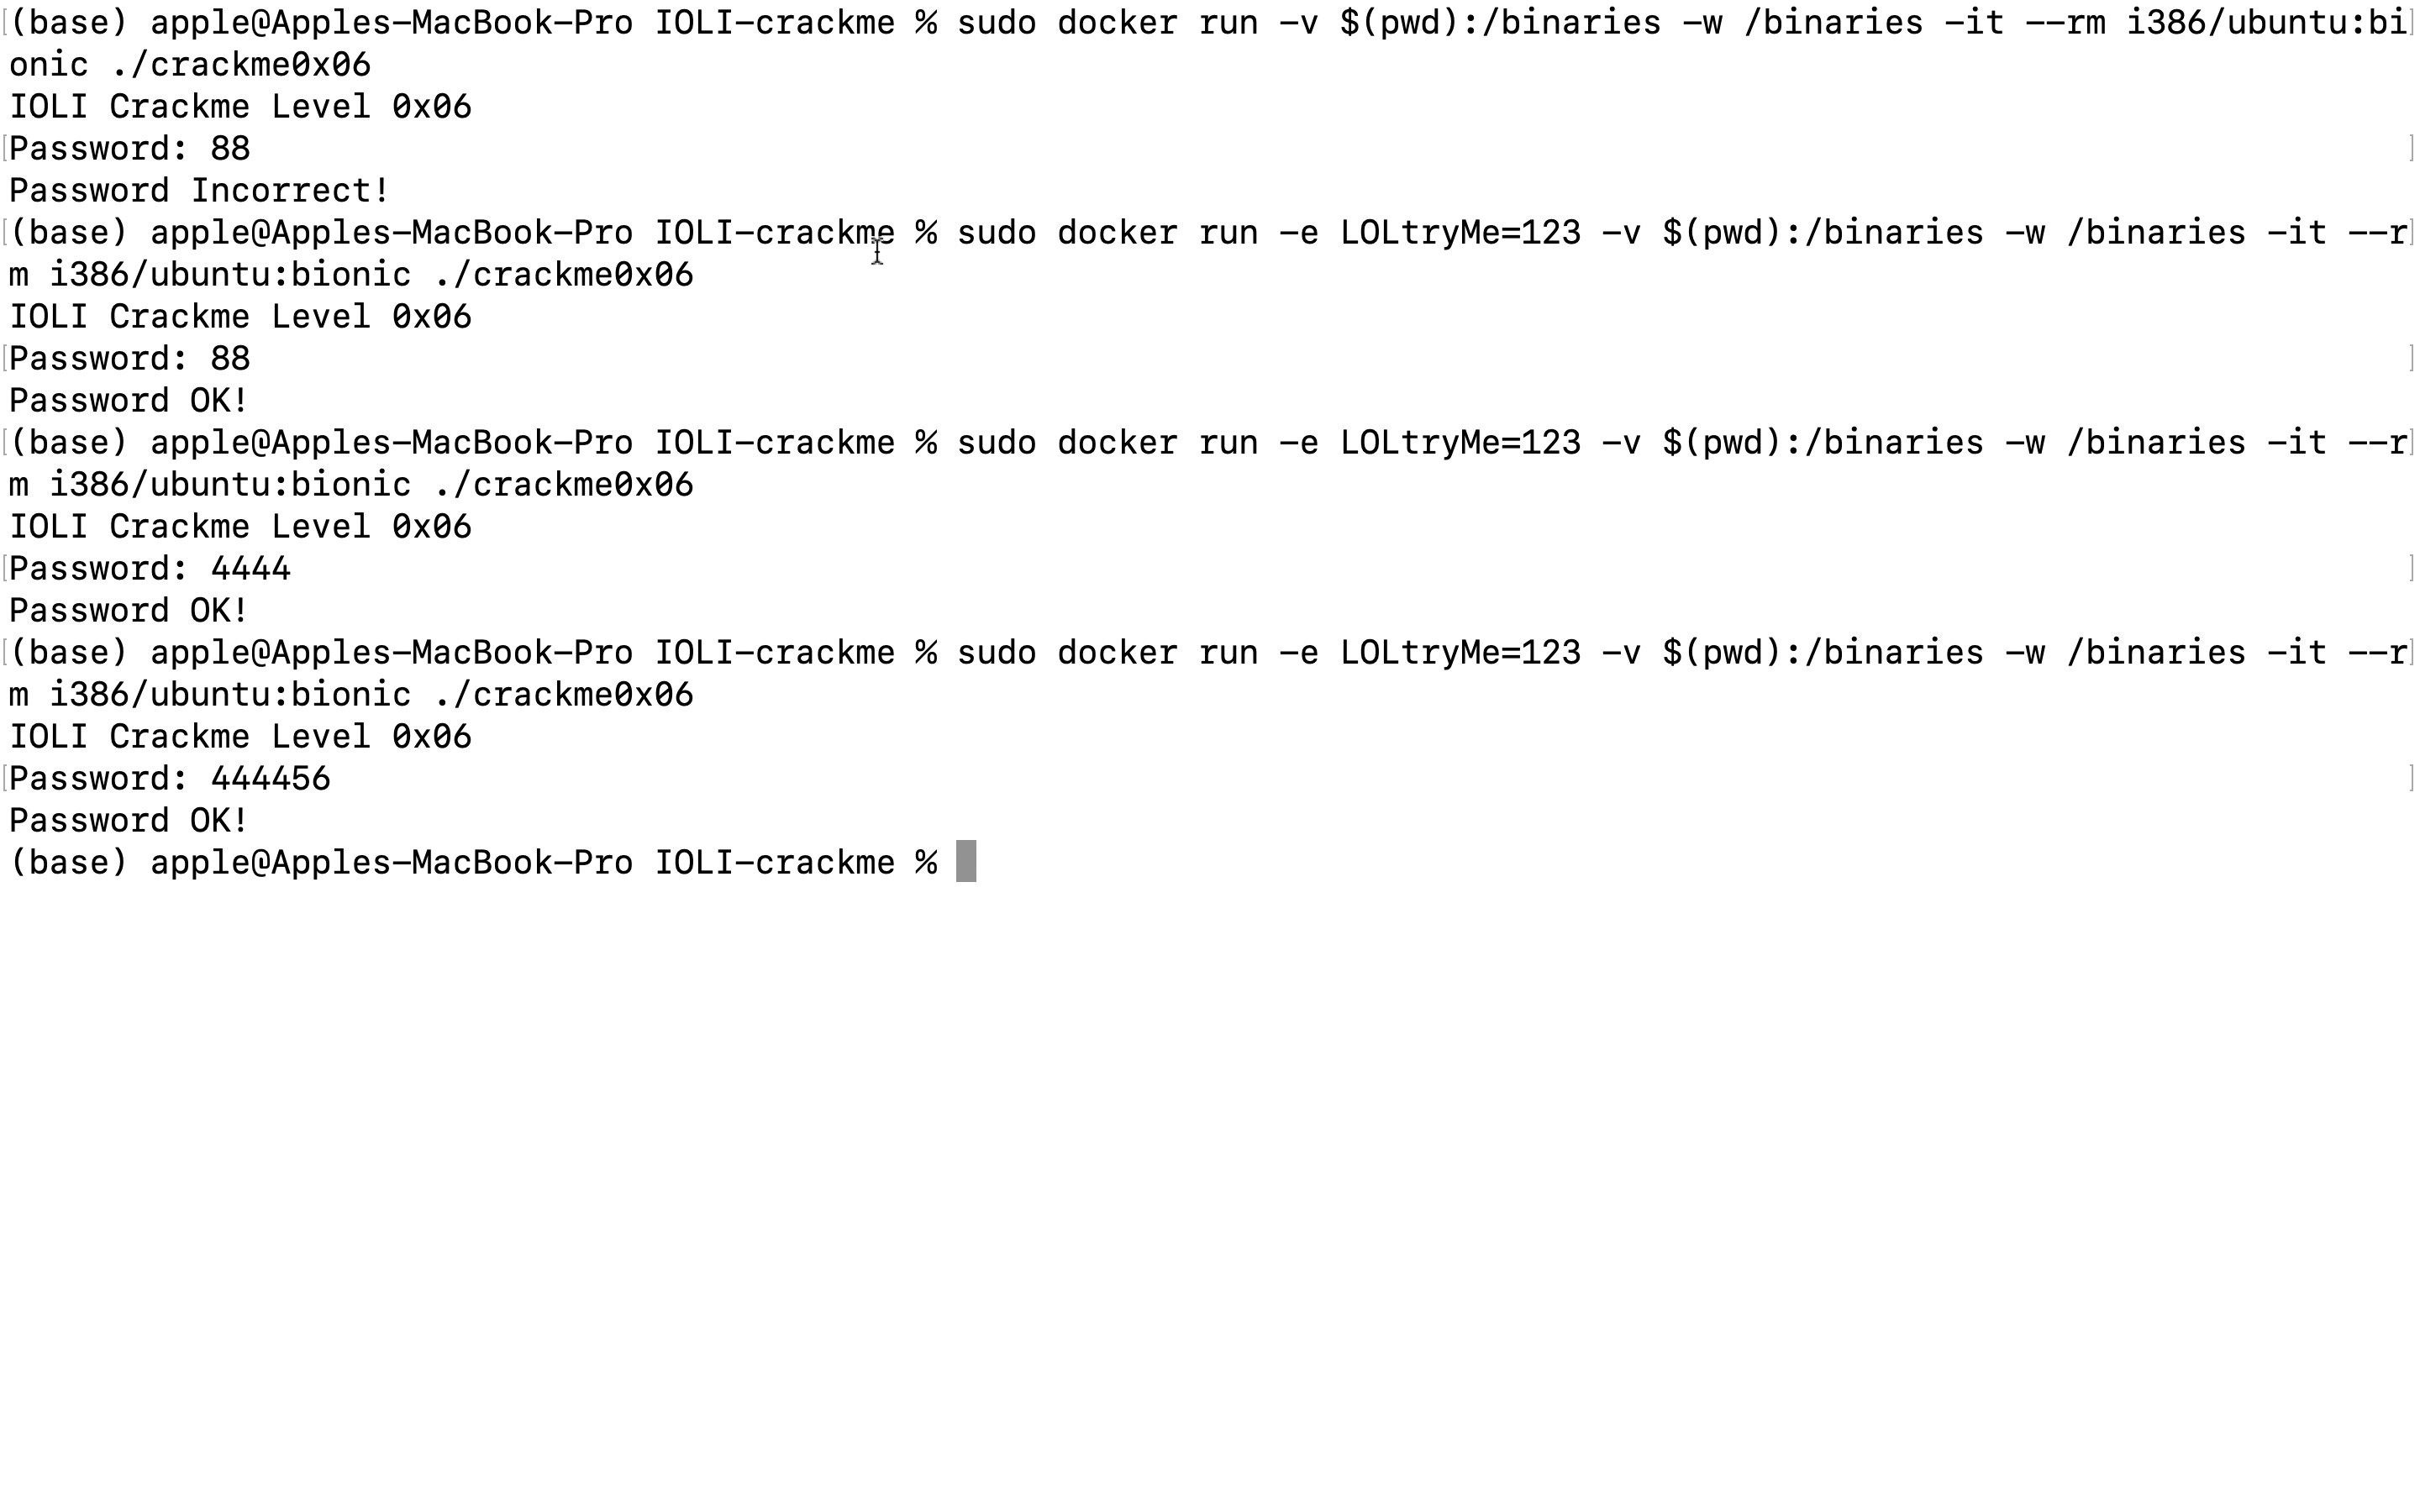 (base) apple@Apples-MacBook-Pro IOLI-crackme % sudo docker run -v $(pwd):/binaries -w /binaries -it --rm i386/ubuntu:bi
onic ./crackme0x06
IOLI Crackme Level 0x06
Password: 88
Password Incorrect!
(base) apple@Apples-MacBook-Pro IOLI-crackme % sudo docker run -e LOLtryMe=123 -v $(pwd):/binaries -w /binaries -it --r
m i386/ubuntu:bionic ./crackme0x06
IOLI Crackme Level 0x06
Password: 88
Password OK!
(base) apple@Apples-MacBook-Pro IOLI-crackme % sudo docker run -e LOLtryMe=123 -v $(pwd):/binaries -w /binaries -it --r
m i386/ubuntu:bionic ./crackme0x06
IOLI Crackme Level 0x06
Password: 4444
Password OK!
(base) apple@Apples-MacBook-Pro IOLI-crackme % sudo docker run -e LOLtryMe=123 -v $(pwd):/binaries -w /binaries -it --r
m i386/ubuntu:bionic ./crackme0x06
IOLI Crackme Level 0x06
Password: 444456
Password OK!
(base) apple@Apples-MacBook-Pro IOLI-crackme %